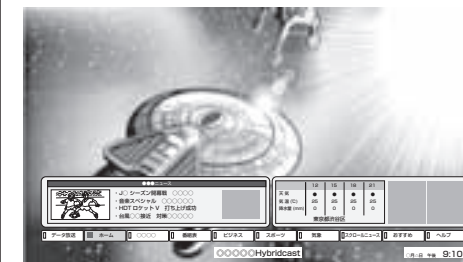 ●●●ニュース
・J.○シーズン開幕戦 ○○○○
・音楽スペシャル ○○○○○○
・HOTロケットV 打ち上げ成功
・台風○○接近 対策○○○○○
12 15 18 21
天気 ● ● ● ●
気温(C) 25 25 25 25
降水量(mm) 0 0 0 0
東京都渋谷区
データ放送 ホーム ○○○○ 番組表 ビジネス スポーツ 気象 スクロールニュース おすすめ ヘルプ
○○○○○Hybridcast
○月○日 午後 9:10